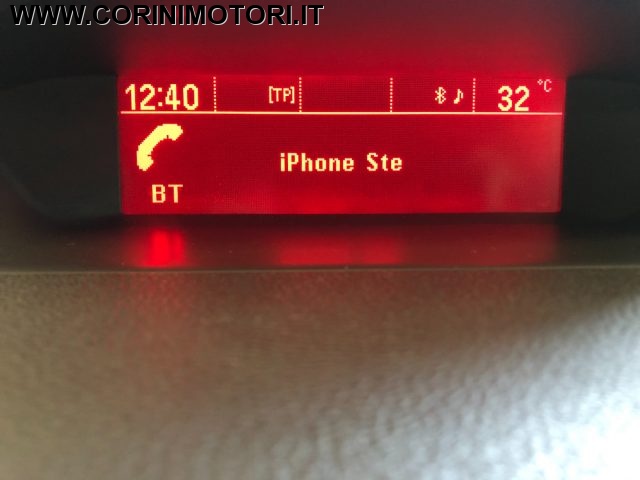 WWW.CORINIMOTORI.IT
12:40 [TP] 32 °C
iPhone Ste
BT